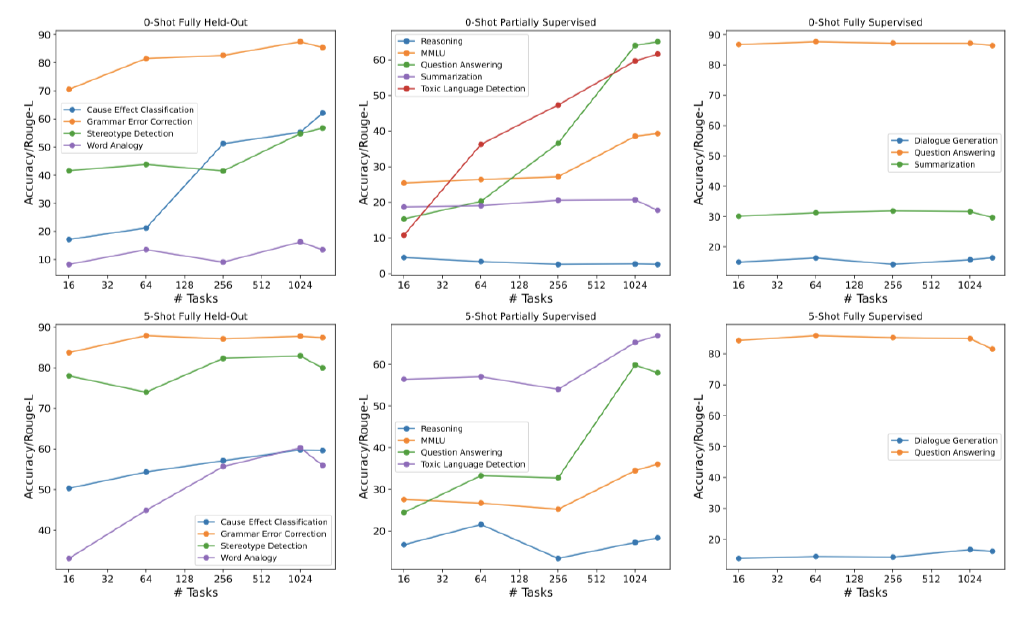 0-Shot Fully Held-Out
Accuracy/Rouge-L
90
80
70
60
50
40
30
20
10
Cause Effect Classification
Grammar Error Correction
Stereotype Detection
Word Analogy
16 32 64 128 256 512 1024
# Tasks
0-Shot Partially Supervised
Accuracy/Rouge-L
60
50
40
30
20
10
0
Reasoning
MMLU
Question Answering
Summarization
Toxic Language Detection
16 32 64 128 256 512 1024
# Tasks
0-Shot Fully Supervised
Accuracy/Rouge-L
90
80
70
60
50
40
30
20
Dialogue Generation
Question Answering
Summarization
16 32 64 128 256 512 1024
# Tasks
5-Shot Fully Held-Out
Accuracy/Rouge-L
90
80
70
60
50
40
Cause Effect Classification
Grammar Error Correction
Stereotype Detection
Word Analogy
16 32 64 128 256 512 1024
# Tasks
5-Shot Partially Supervised
Accuracy/Rouge-L
60
50
40
30
20
Reasoning
MMLU
Question Answering
Toxic Language Detection
16 32 64 128 256 512 1024
# Tasks
5-Shot Fully Supervised
Accuracy/Rouge-L
80
70
60
50
40
30
20
Dialogue Generation
Question Answering
16 32 64 128 256 512 1024
# Tasks